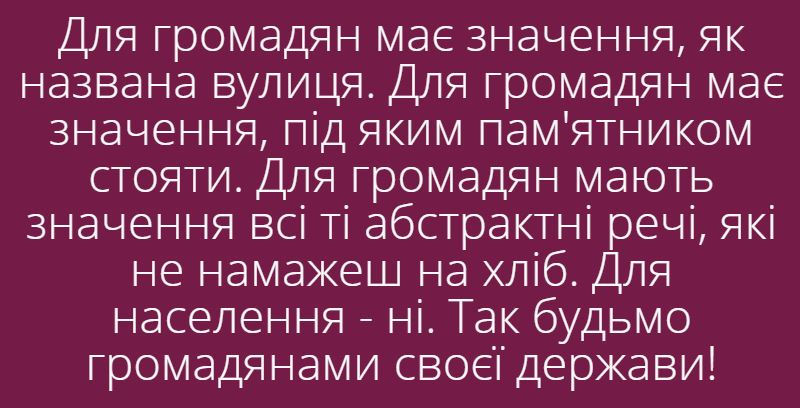 Для громадян має значення, як
названа вулиця. Для громадян має
значення, під яким пам'ятником
стояти. Для громадян мають
значення всі ті абстрактні речі, які
не намажеш на хліб. Для
населення - ні. Так будьмо
громадянами своєї держави!